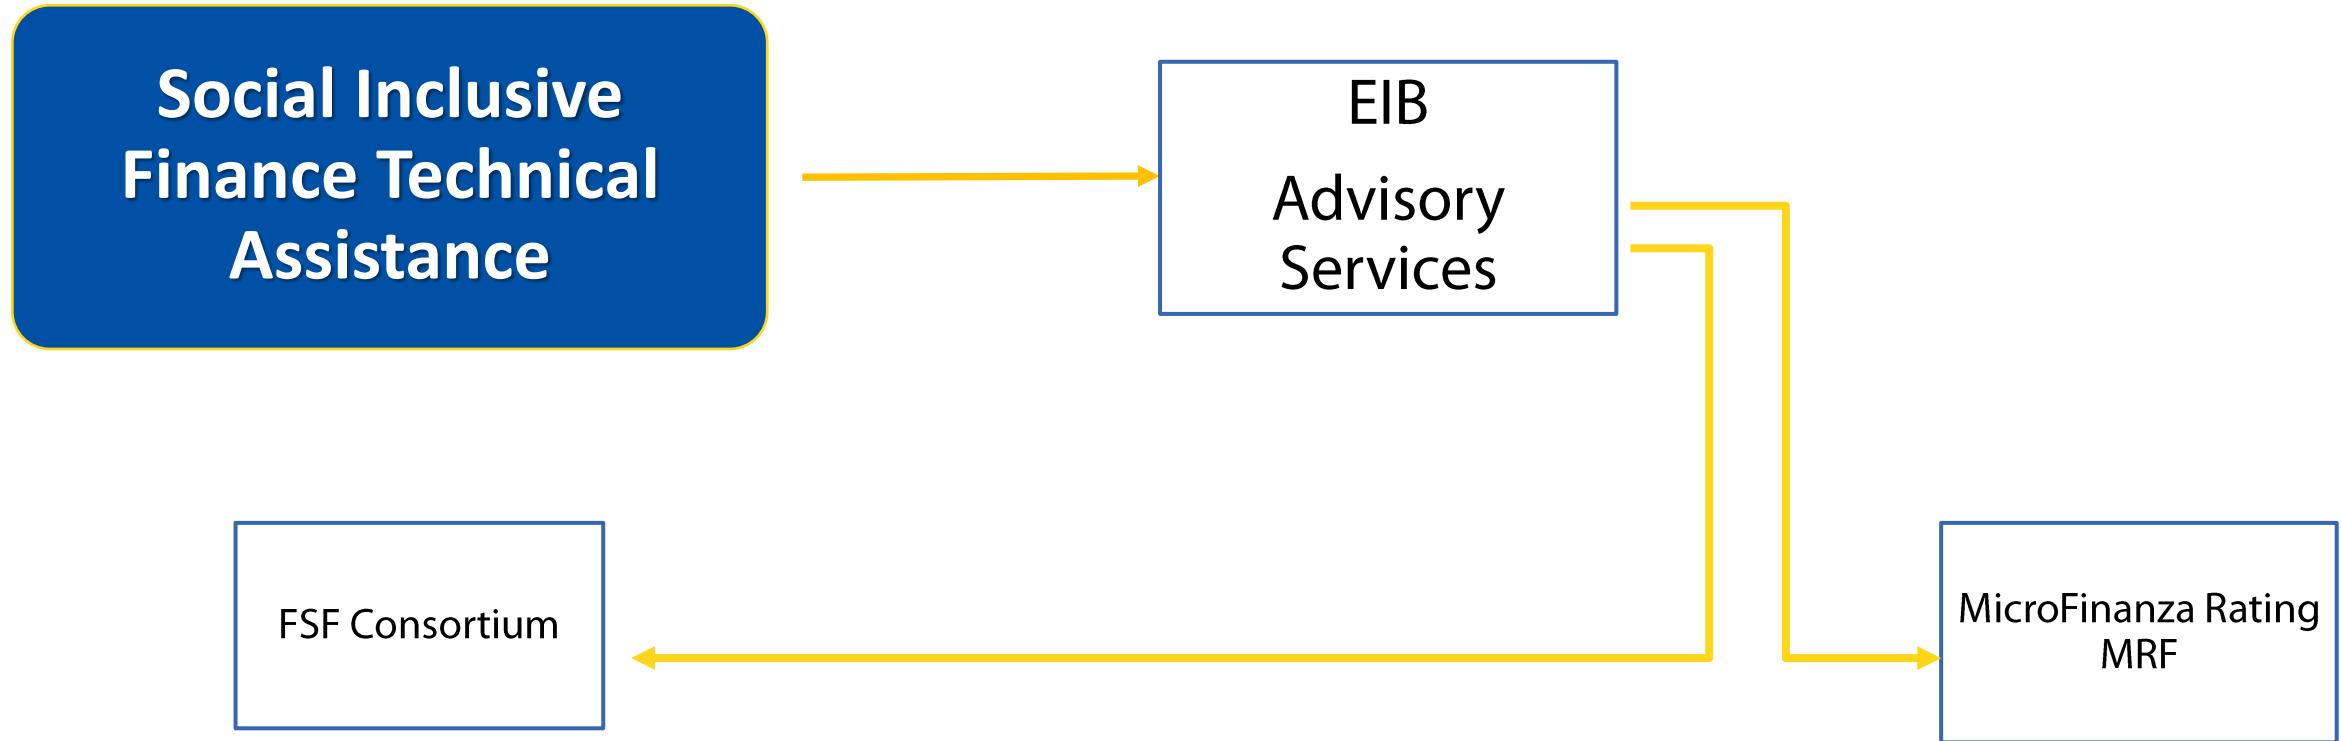 Social Inclusive
Finance Technical
Assistance
EIB
Advisory
Services
FSF Consortium
MicroFinanza Rating
MRF